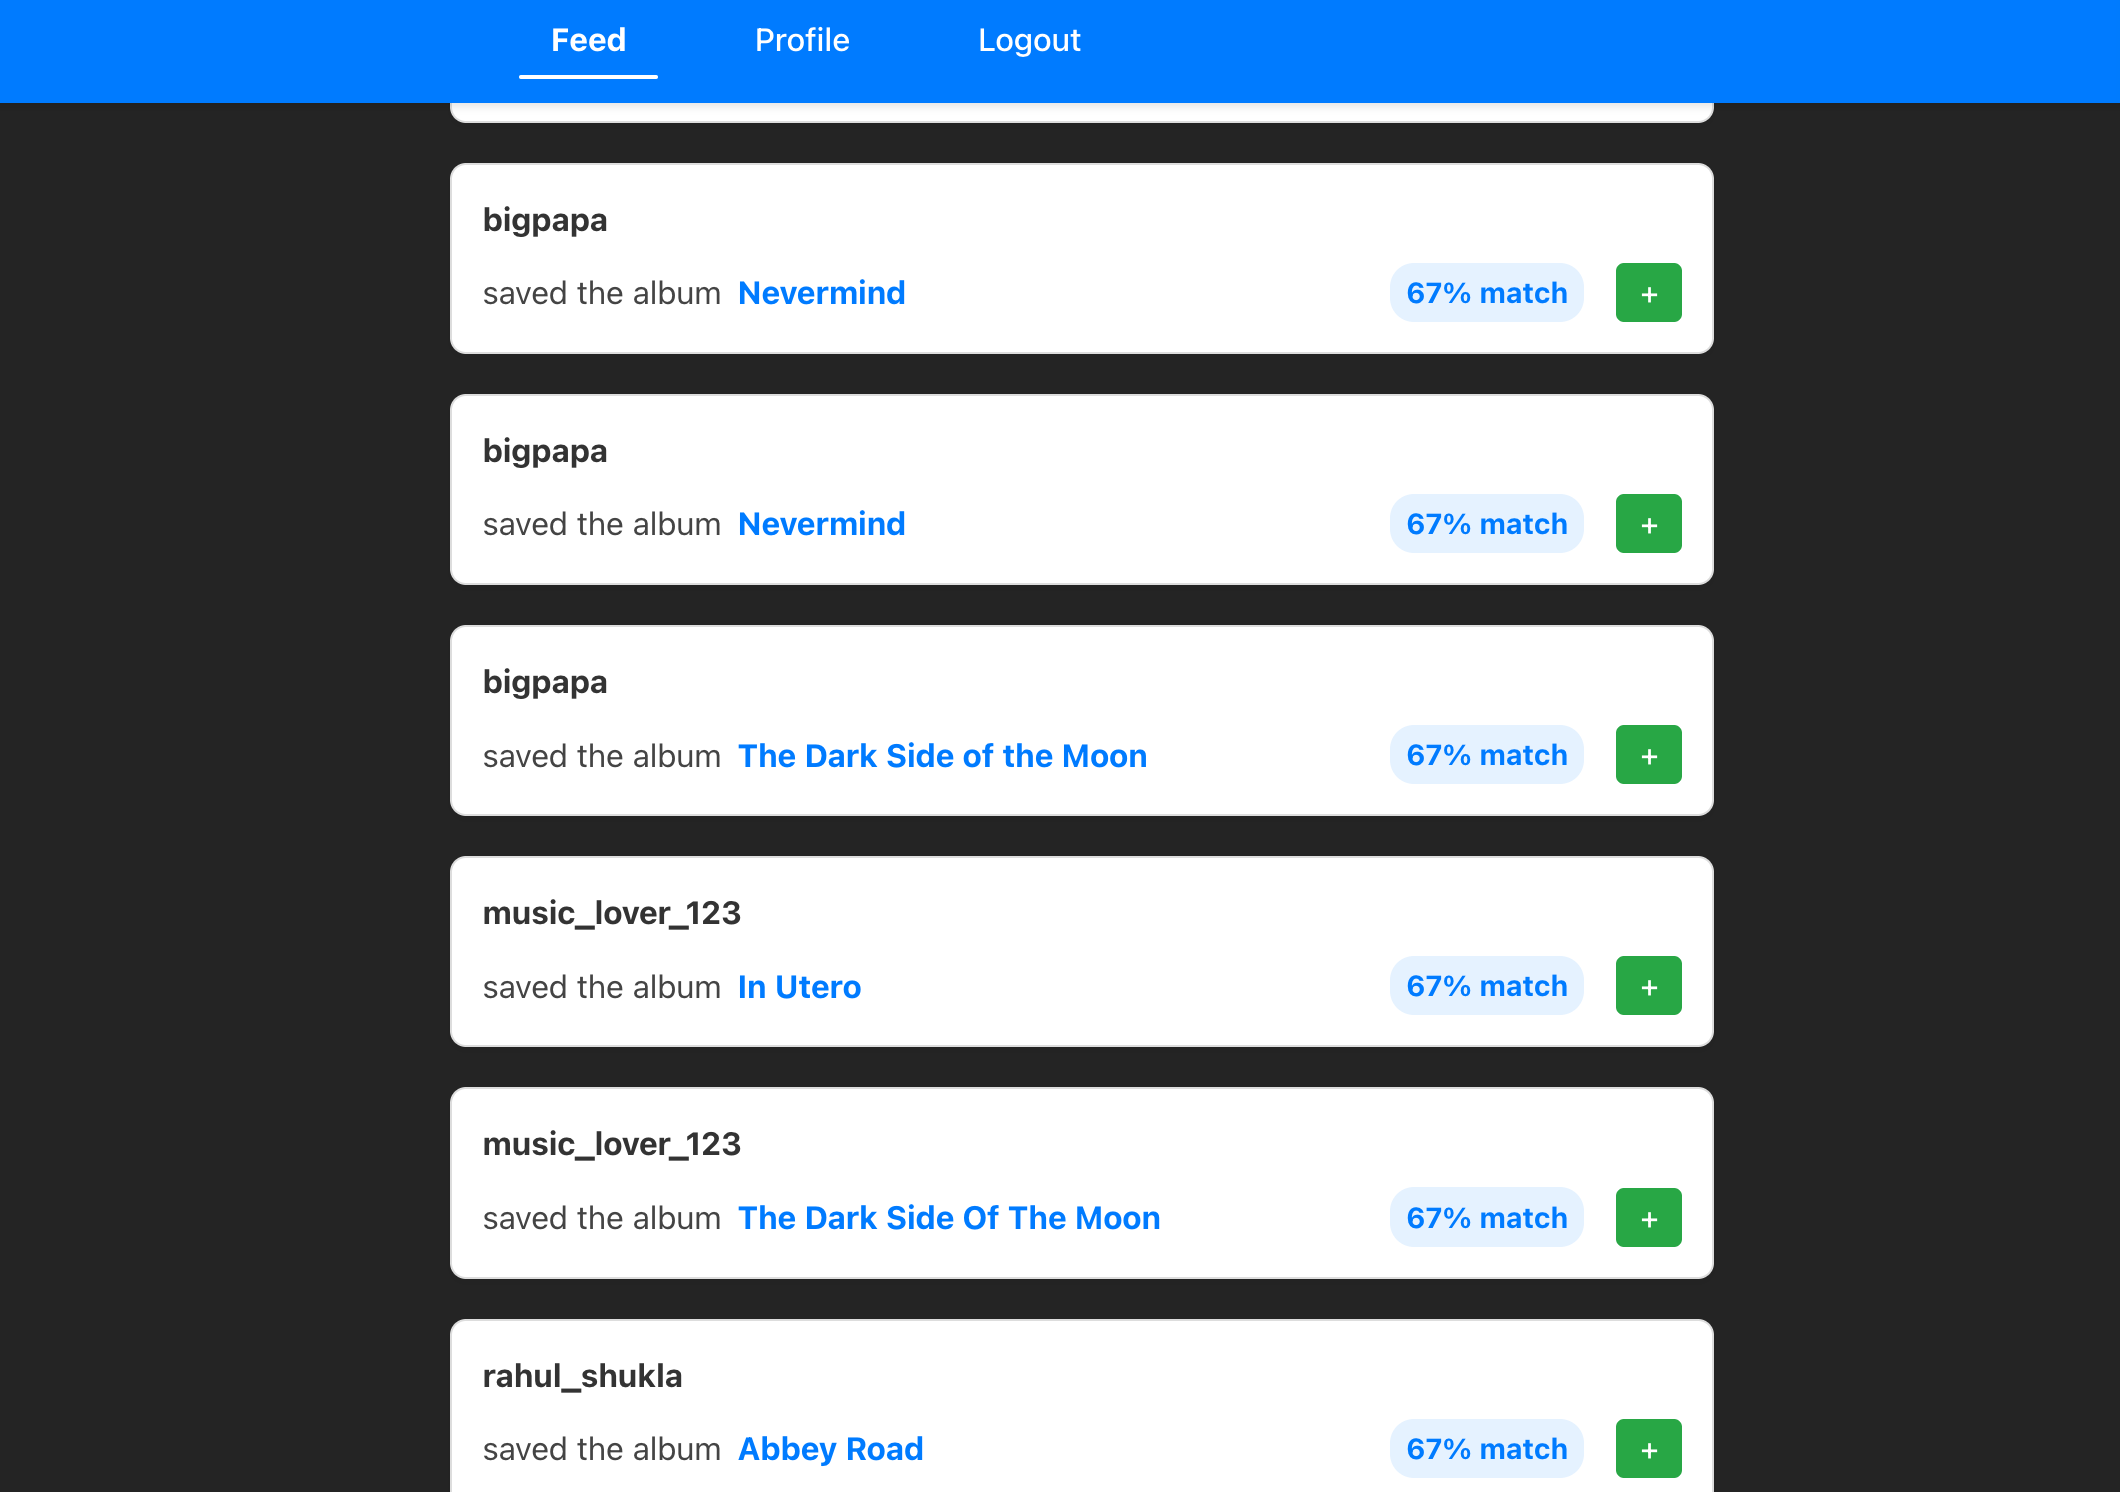 Feed Profile Logout
bigpapa
saved the album Nevermind 67% match +
bigpapa
saved the album Nevermind 67% match +
bigpapa
saved the album The Dark Side of the Moon 67% match +
music_lover_123
saved the album In Utero 67% match +
music_lover_123
saved the album The Dark Side Of The Moon 67% match +
rahul_shukla
saved the album Abbey Road 67% match +